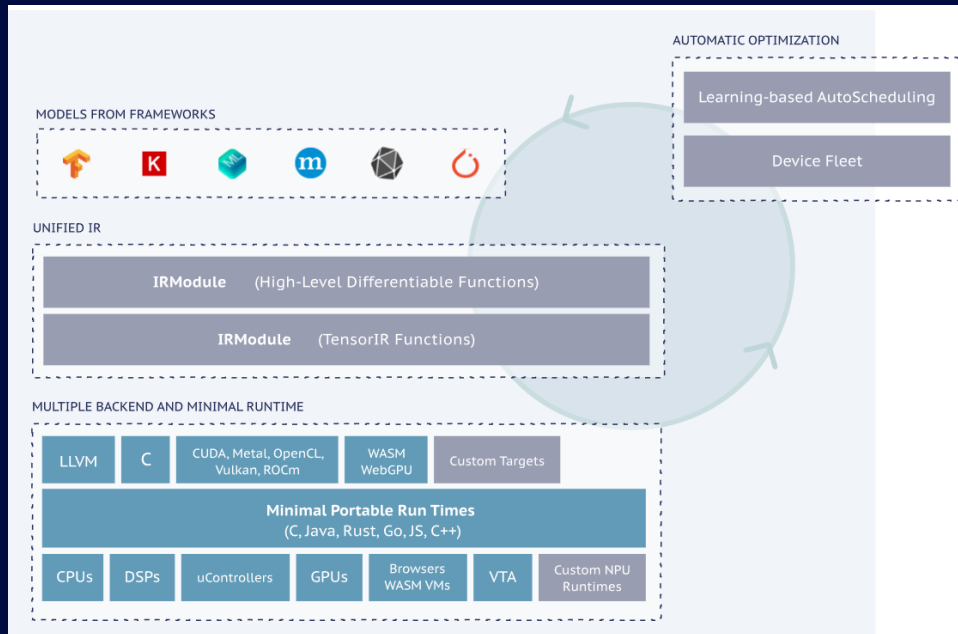 AUTOMATIC OPTIMIZATION
Learning-based AutoScheduling
Device Fleet
MODELS FROM FRAMEWORKS
K
ML
m
UNIFIED IR
IRModule (High-Level Differentiable Functions)
IRModule (TensorIR Functions)
MULTIPLE BACKEND AND MINIMAL RUNTIME
LLVM
C
CUDA, Metal, OpenCL,
Vulkan, ROCm
WASM
WebGPU
Custom Targets
Minimal Portable Run Times
(C, Java, Rust, Go, JS, C++)
CPUs
DSPs
uControllers
GPUs
Browsers
WASM VMs
VTA
Custom NPU
Runtimes